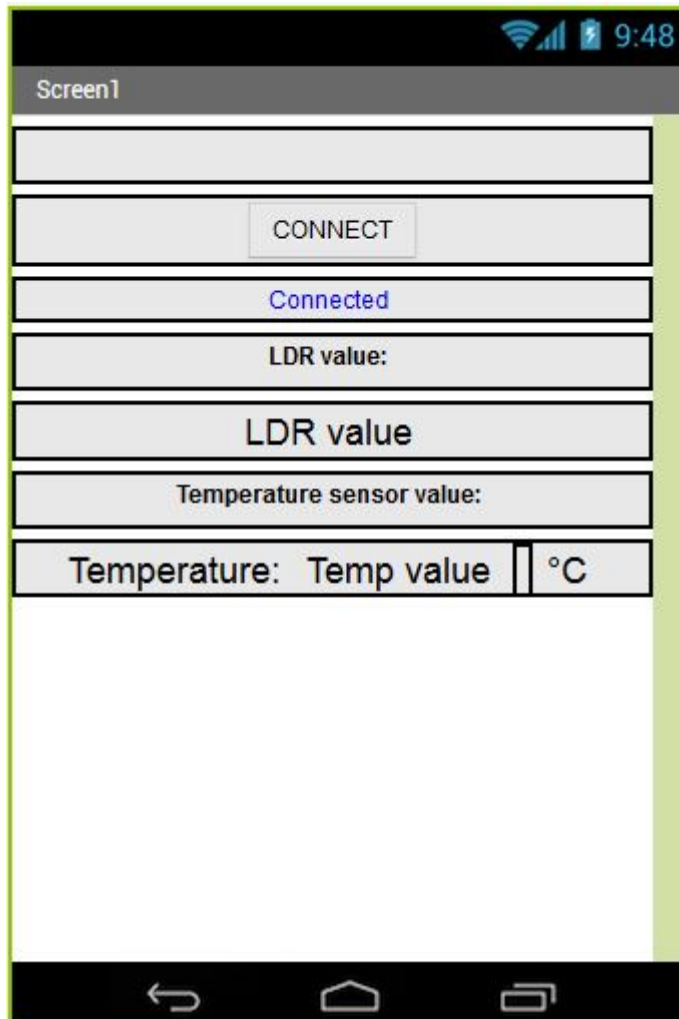 9:48
Screen1
CONNECT
Connected
LDR value:
LDR value
Temperature sensor value:
Temperature: Temp value °C